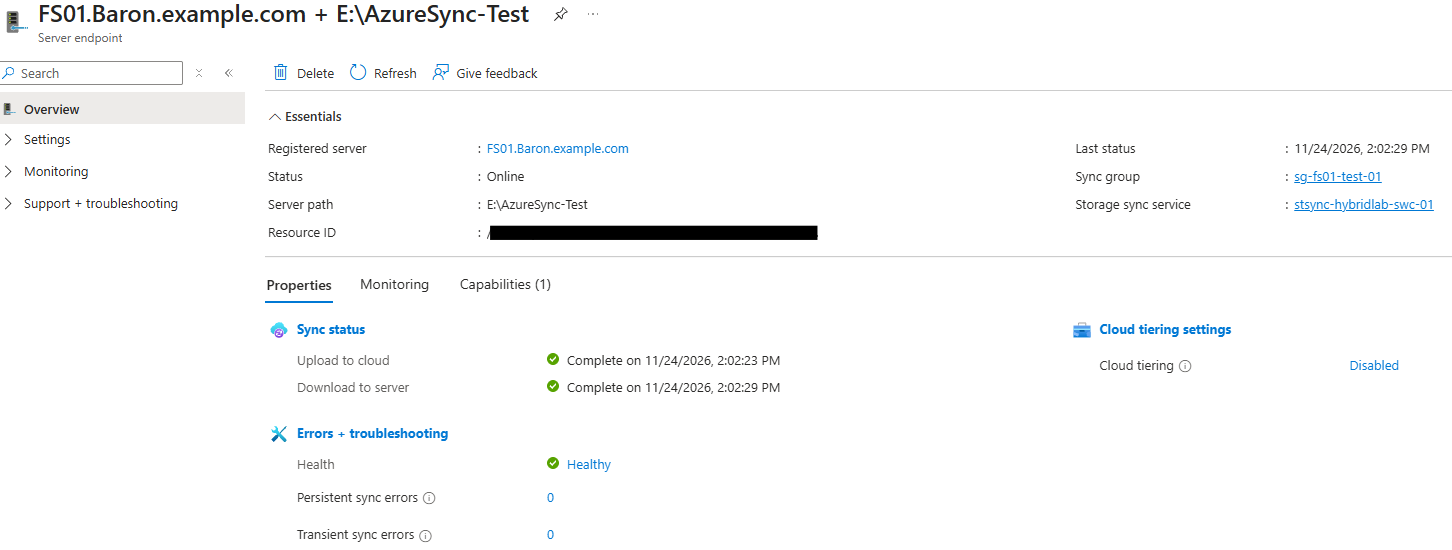 FS01.Baron.example.com + E:\AzureSync-Test
Server endpoint
Search
Delete Refresh Give feedback
Overview
Settings
Monitoring
Support + troubleshooting
Essentials
Registered server : FS01.Baron.example.com
Status : Online
Server path : E:\AzureSync-Test
Resource ID : /
Last status : 11/24/2026, 2:02:29 PM
Sync group : sg-fs01-test-01
Storage sync service : stsync-hybridlab-swc-01
Properties Monitoring Capabilities (1)
Sync status
Upload to cloud Complete on 11/24/2026, 2:02:23 PM
Download to server Complete on 11/24/2026, 2:02:29 PM
Errors + troubleshooting
Health Healthy
Persistent sync errors 0
Transient sync errors 0
Cloud tiering settings
Cloud tiering Disabled